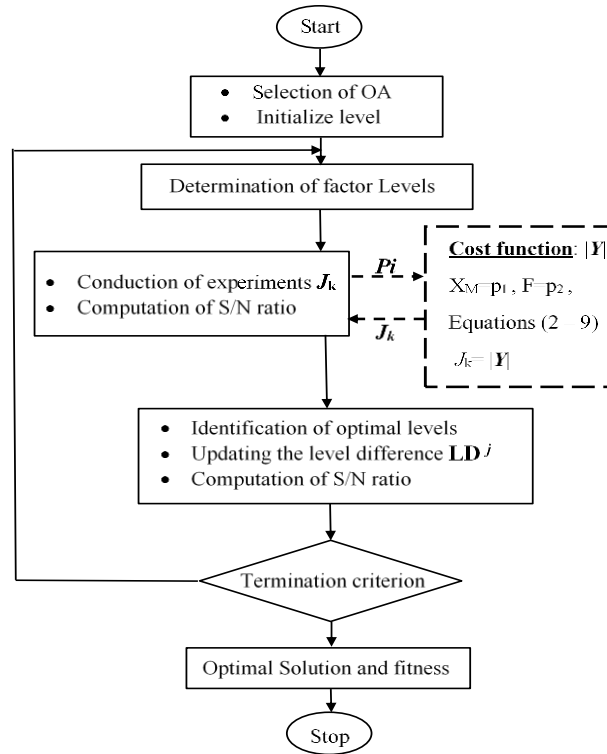 Start
• Selection of OA
• Initialize level
Determination of factor Levels
• Conduction of experiments Jk
• Computation of S/N ratio
Pi
Jk
Cost function: |Y|
XM=p1 , F=p2 ,
Equations (2 – 9)
Jk= |Y|
• Identification of optimal levels
• Updating the level difference LD j
• Computation of S/N ratio
Termination criterion
Optimal Solution and fitness
Stop